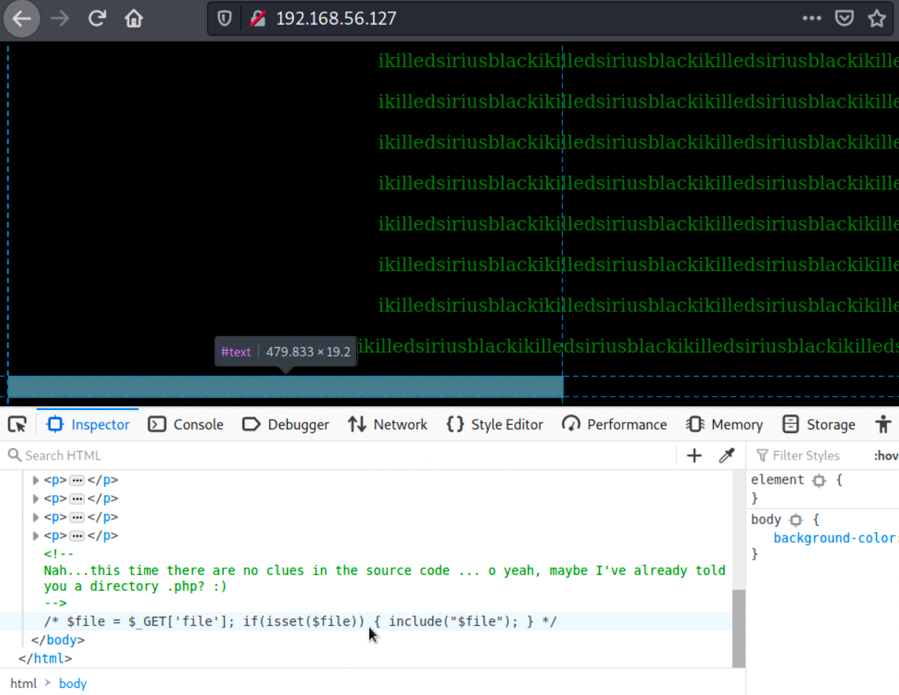 192.168.56.127
ikilledsiriusblackikilledsiriusblackikilledsiriusblackikille
ikilledsiriusblackikilledsiriusblackikilledsiriusblackikille
ikilledsiriusblackikilledsiriusblackikilledsiriusblackikille
ikilledsiriusblackikilledsiriusblackikilledsiriusblackikille
ikilledsiriusblackikilledsiriusblackikilledsiriusblackikille
ikilledsiriusblackikilledsiriusblackikilledsiriusblackikille
ikilledsiriusblackikilledsiriusblackikilledsiriusblackikille
ikilledsiriusblackikilledsiriusblackikilledsiriusblackikilleds
#text 479.833 × 19.2
Inspector Console Debugger Network Style Editor Performance Memory Storage
Search HTML
Filter Styles :hov
<p>···</p>
<p>···</p>
<p>···</p>
<p>···</p>
<!--
Nah...this time there are no clues in the source code ... o yeah, maybe I've already told
you a directory .php? :)
-->
/* $file = $_GET['file']; if(isset($file)) { include("$file"); } */
</body>
</html>
element {
}
body {
background-color:
}
html > body